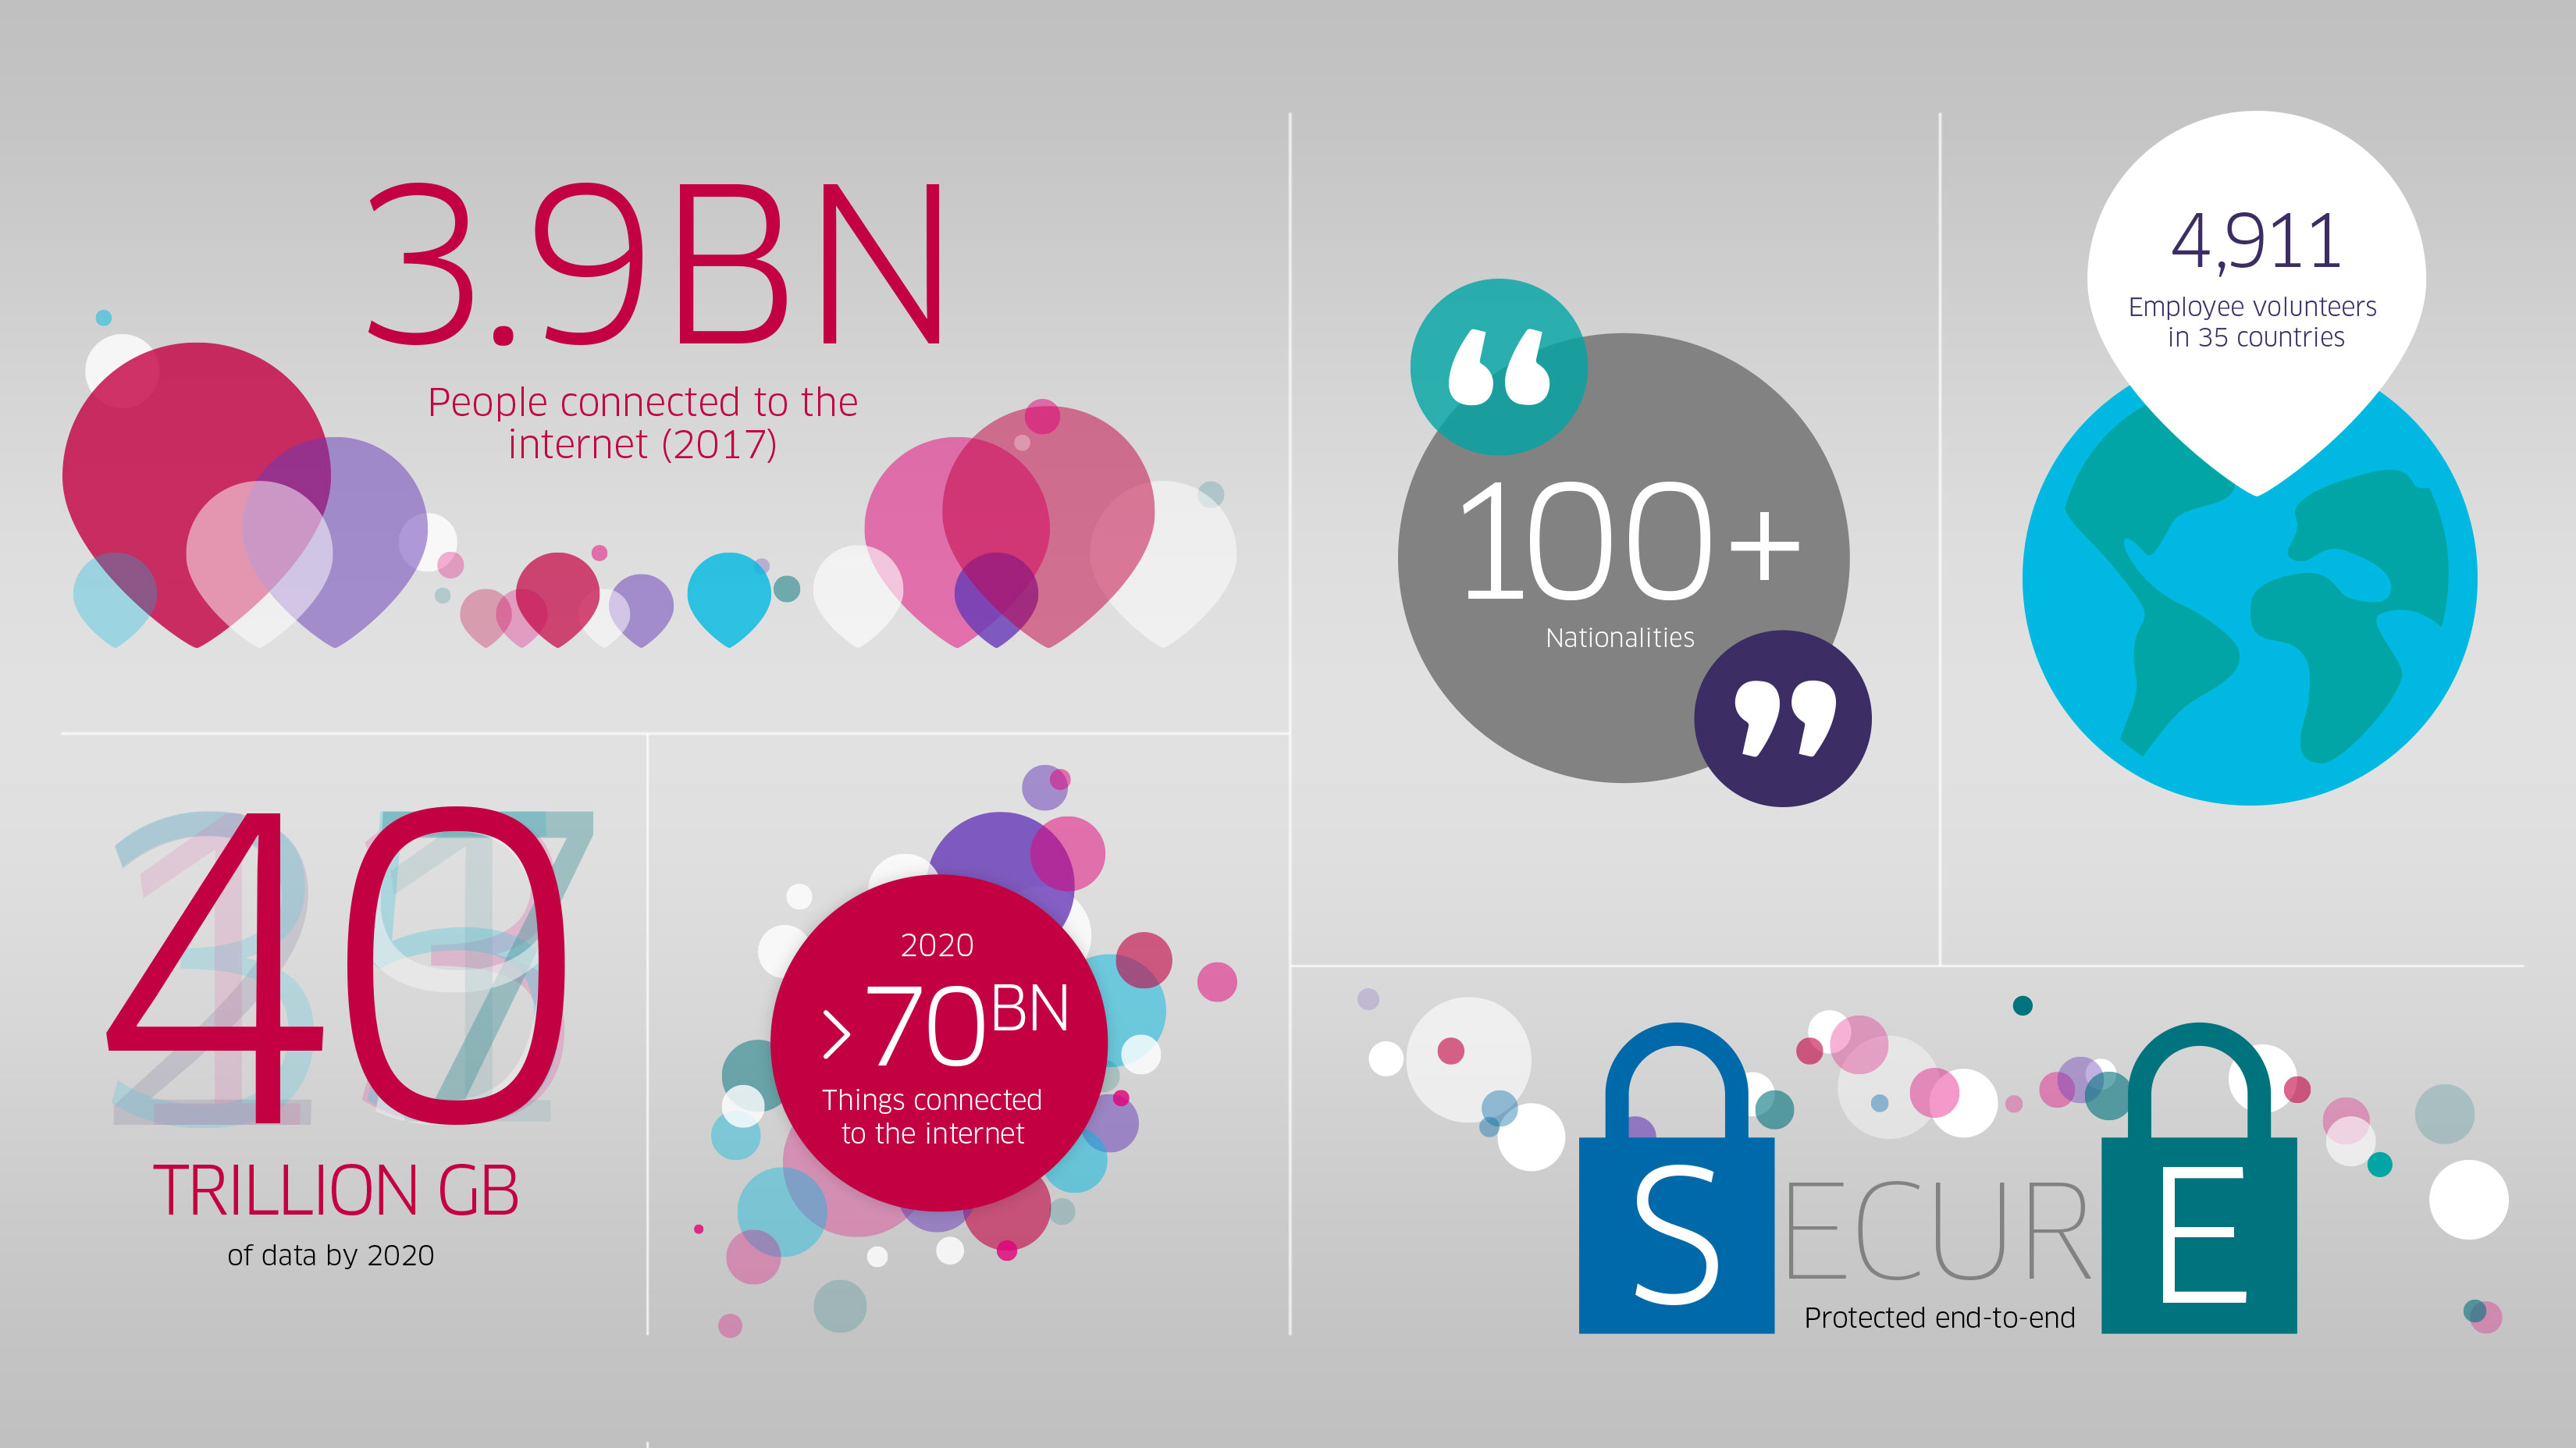 3.9BN
People connected to the
internet (2017)
“
100+
Nationalities
”
4,911
Employee volunteers
in 35 countries
40
TRILLION GB
of data by 2020
2020
>70BN
Things connected
to the internet
SECURE
Protected end-to-end